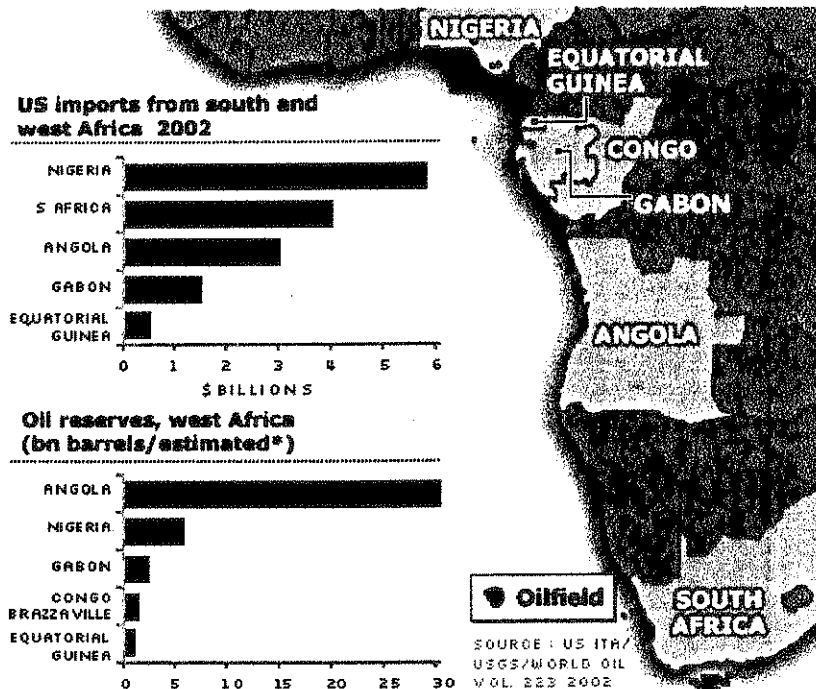 NIGERIA
EQUATORIAL
GUINEA
CONGO
GABON
ANGOLA
SOUTH
AFRICA
US imports from south and
west Africa 2002
NIGERIA
S AFRICA
ANGOLA
GABON
EQUATORIAL
GUINEA
0 1 2 3 4 5 6
$ BILLIONS
Oil reserves, west Africa
(bn barrels/estimated*)
ANGOLA
NIGERIA
GABON
CONGO
BRAZZAVILLE
EQUATORIAL
GUINEA
0 5 10 15 20 25 30
Oilfield
SOURCE: US ITA/
USGS/WORLD OIL
VOL. 223 2002